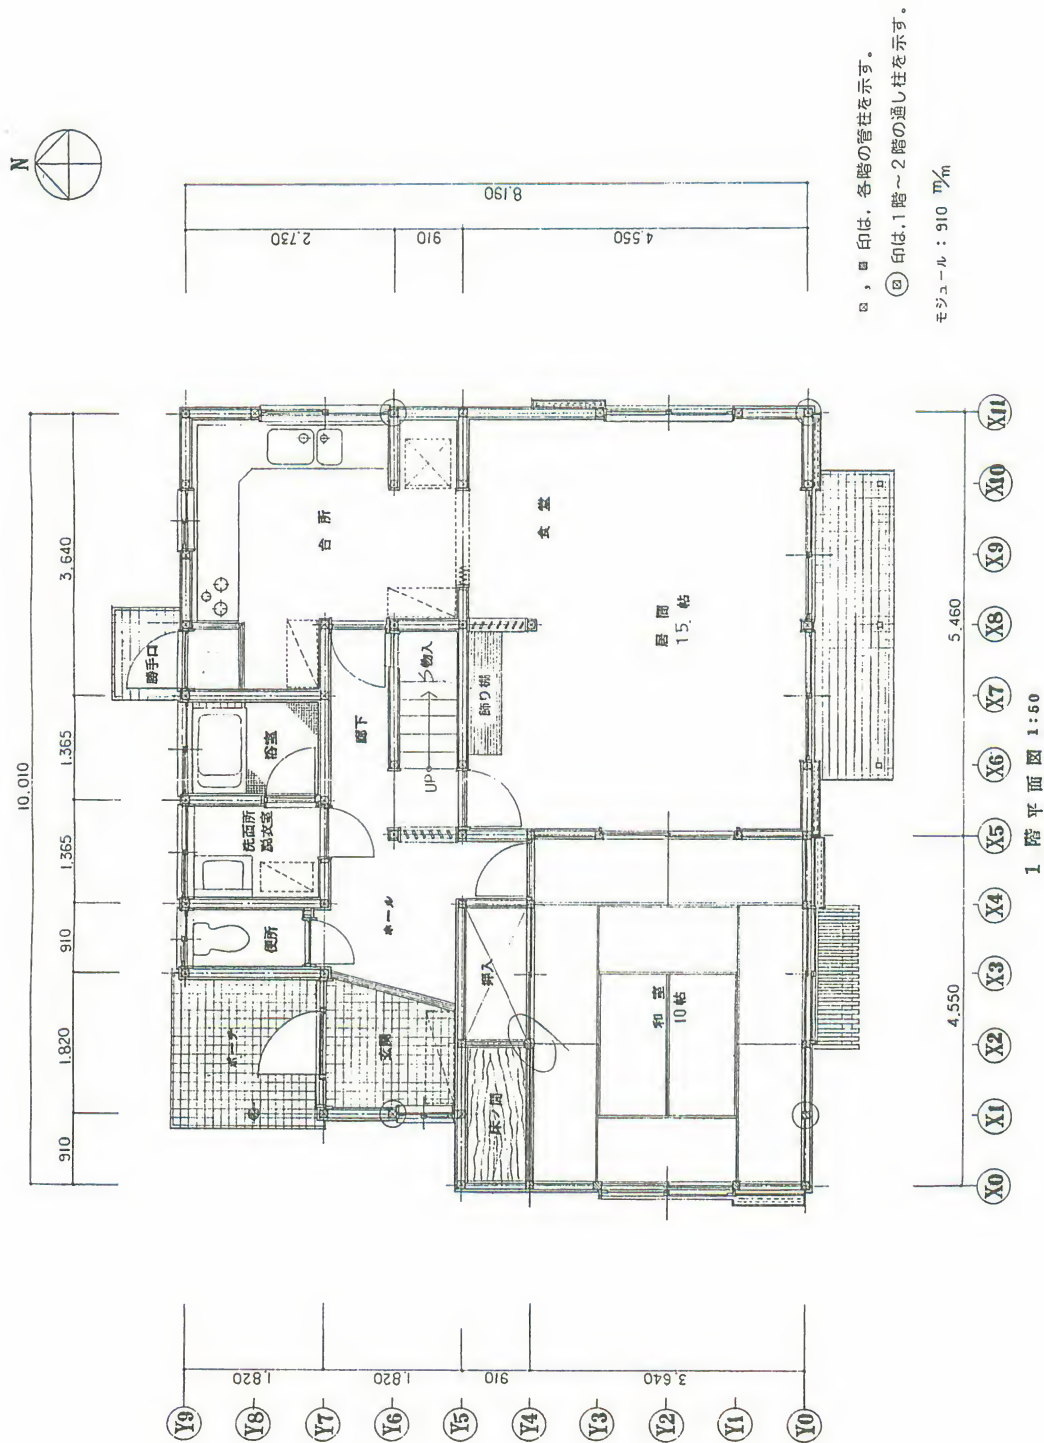 N
10,010
910
1,820
910
1,365
1,365
3,640
8,190
2,730
910
4,550
1,820
1,820
910
3,640
Y9
Y8
Y7
Y6
Y5
Y4
Y3
Y2
Y1
Y0
ポーチ
玄関
便所
ホール
洗面所
脱衣室
浴室
勝手口
台所
廊下
UP
物入
飾り棚
食堂
居間
15.帖
押入
床ノ間
和室
10帖
4,550
5,460
X0
X1
X2
X3
X4
X5
X6
X7
X8
X9
X10
X11
1階平面図 1:50
印は、各階の管柱を示す。
印は、1階～2階の通し柱を示す。
モジュール:910 m/m